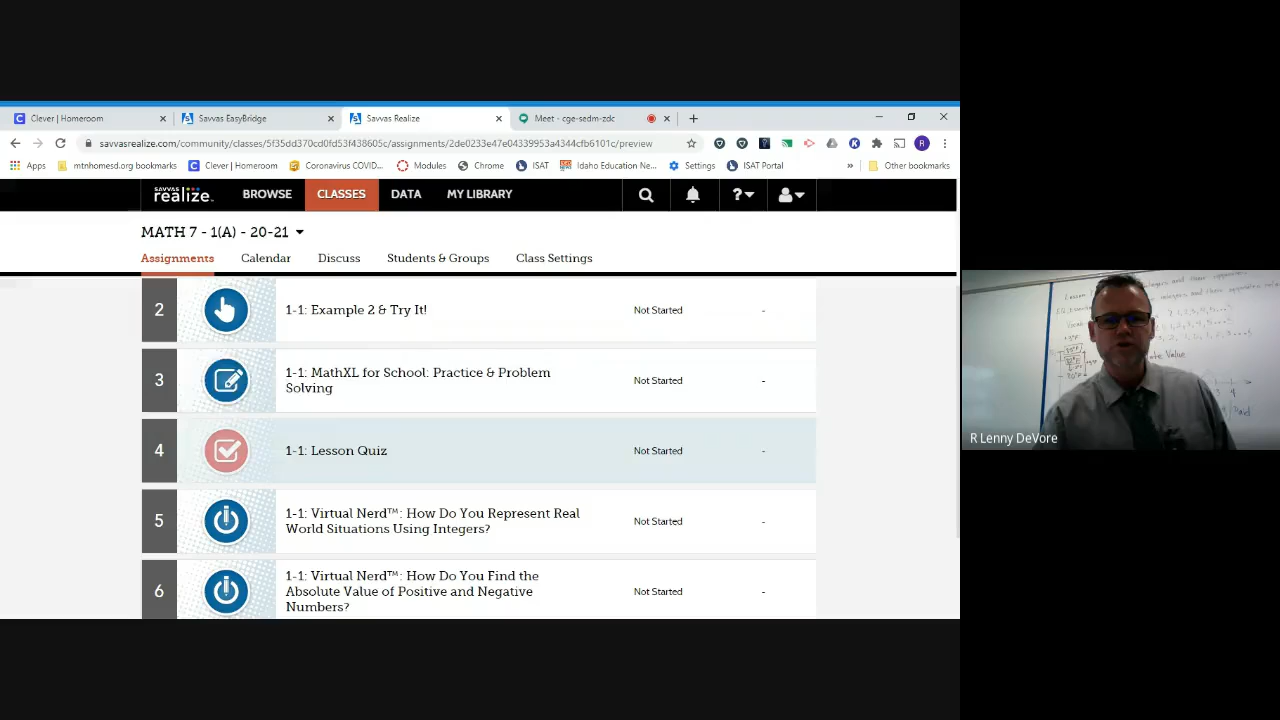 Clever | Homeroom
Savvas EasyBridge
Savvas Realize
Meet - cge-sedm-zdc
savvasrealize.com/community/classes/5f35dd370cd0fd53f438605c/assignments/2de0233e47e04339953a4344cfb6101c/preview
Apps
mtnhomesd.org bookmarks
Clever | Homeroom
Coronavirus COVID...
Modules
Chrome
ISAT
Idaho Education Ne...
Settings
ISAT Portal
»
Other bookmarks
SAVVAS
realize™
BROWSE
CLASSES
DATA
MY LIBRARY
MATH 7 - 1(A) - 20-21
Assignments
Calendar
Discuss
Students & Groups
Class Settings
2
1-1: Example 2 & Try It!
Not Started
-
3
1-1: MathXL for School: Practice & Problem
Solving
Not Started
-
4
1-1: Lesson Quiz
Not Started
-
5
1-1: Virtual Nerd™: How Do You Represent Real
World Situations Using Integers?
Not Started
-
6
1-1: Virtual Nerd™: How Do You Find the
Absolute Value of Positive and Negative
Numbers?
Not Started
-
Value
R Lenny DeVore